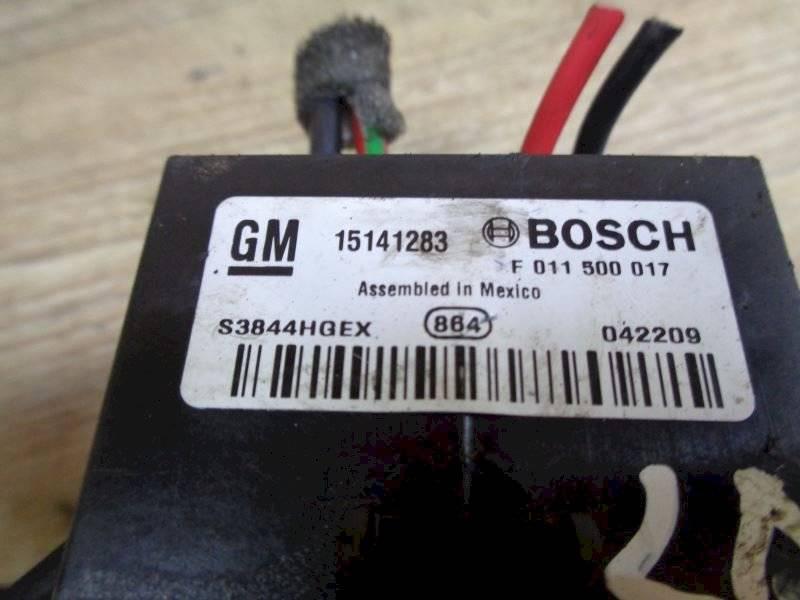 GM 15141283 BOSCH
F 011 500 017
Assembled in Mexico
S3844HGEX 864 042209